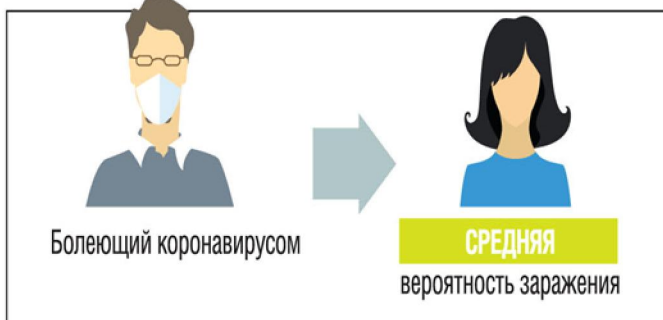 Болеющий коронавирусом
СРЕДНЯЯ
вероятность заражения